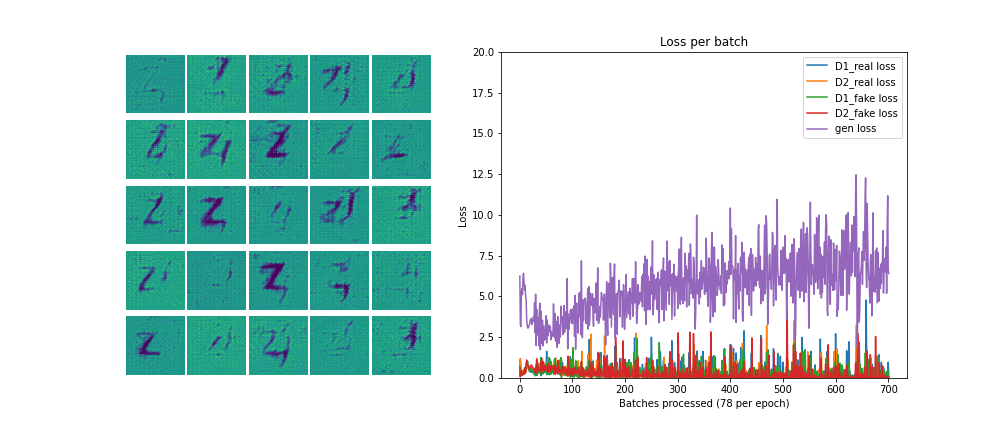 Loss per batch
20.0
17.5
15.0
12.5
10.0
7.5
5.0
2.5
0.0
Loss
D1_real loss
D2_real loss
D1_fake loss
D2_fake loss
gen loss
0 100 200 300 400 500 600 700
Batches processed (78 per epoch)